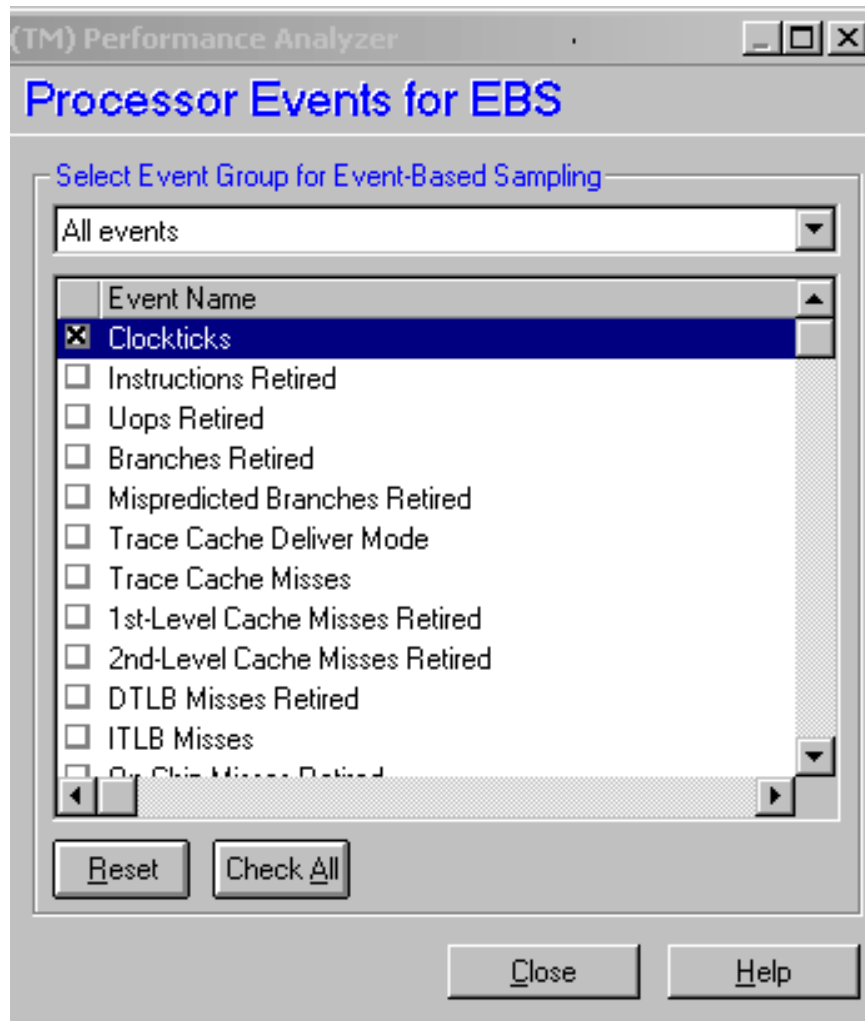 (TM) Performance Analyzer
Processor Events for EBS
Select Event Group for Event-Based Sampling
All events
Event Name
Clockticks
Instructions Retired
Uops Retired
Branches Retired
Mispredicted Branches Retired
Trace Cache Deliver Mode
Trace Cache Misses
1st-Level Cache Misses Retired
2nd-Level Cache Misses Retired
DTLB Misses Retired
ITLB Misses
Reset Check All
Close Help